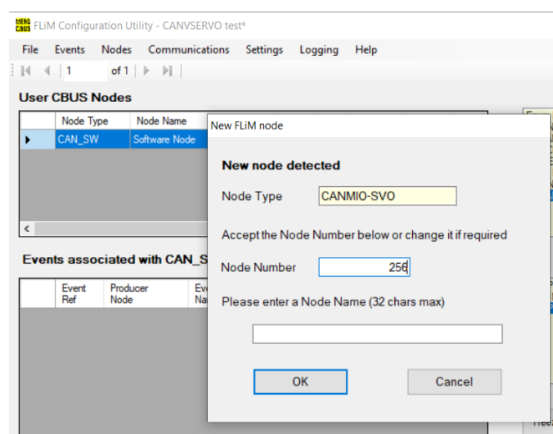 MERG CBUS FLiM Configuration Utility - CANVSERVO test*
File Events Nodes Communications Settings Logging Help
1 of 1
User CBUS Nodes
Node Type Node Name
CAN_SW Software Node
Events associated with CAN_S
Event Ref Producer Node
New FLiM node
New node detected
Node Type CANMIO-SVO
Accept the Node Number below or change it if required
Node Number 256
Please enter a Node Name (32 chars max)
OK Cancel